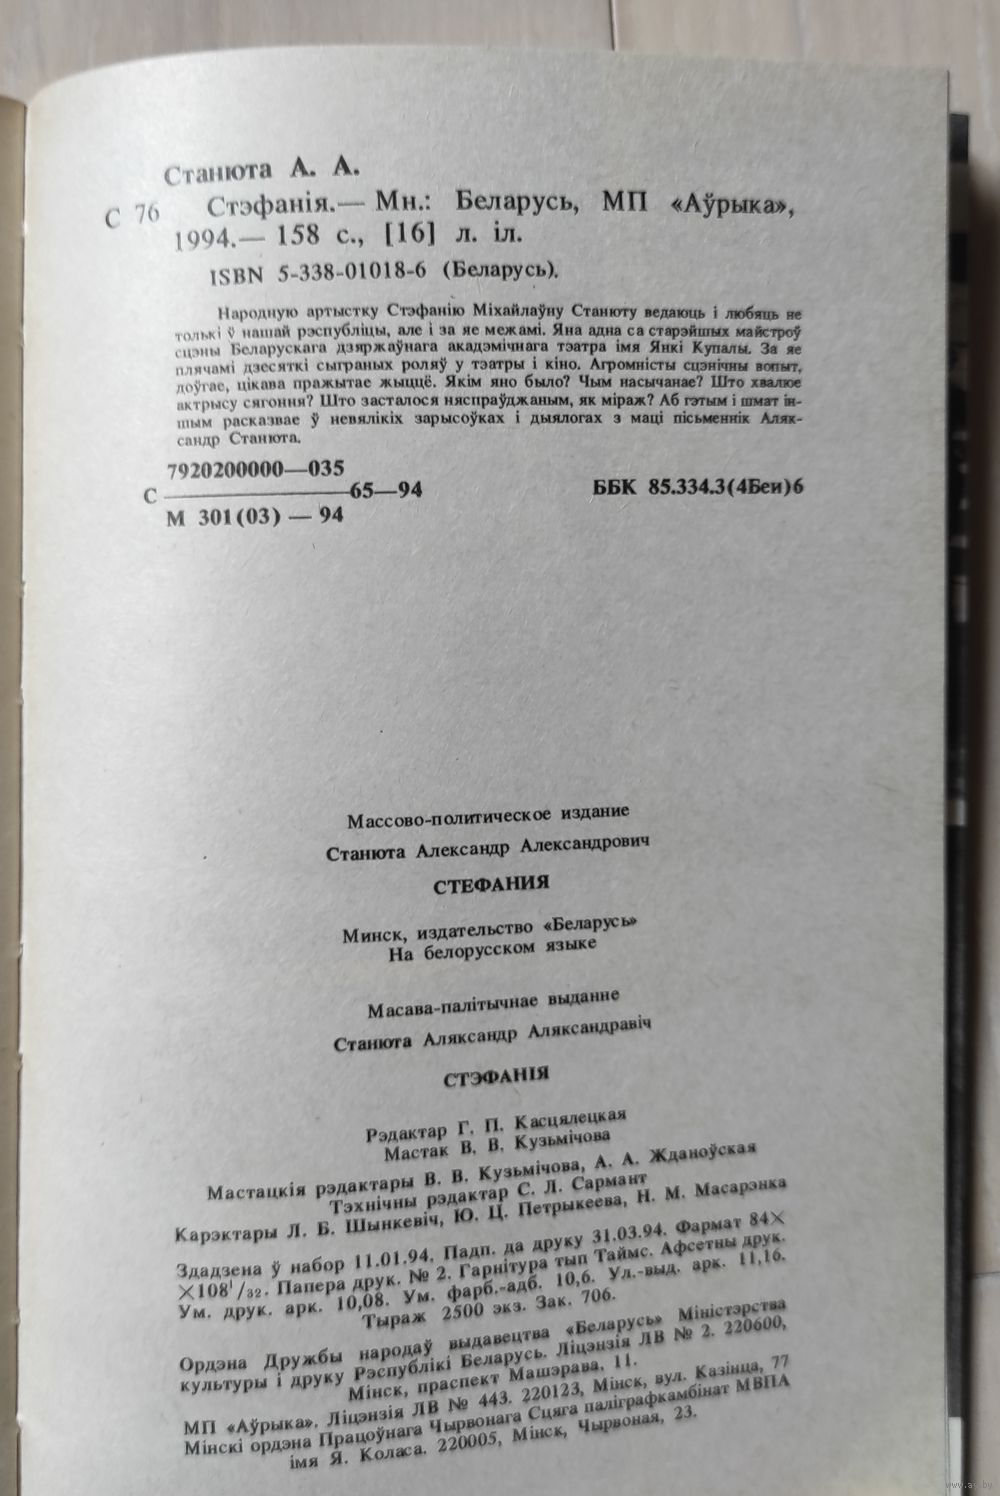 Станюта А. А.
С 76 Стэфанія.— Мн.: Беларусь, МП «Аўрыка»,
1994.— 158 с., [16] л. іл.
ISBN 5-338-01018-6 (Беларусь).
Народную артыстку Стэфанію Міхайлаўну Станюту ведаюць і любяць не
толькі ў нашай рэспубліцы, але і за яе межамі. Яна адна са старэйшых майстроў
сцэны Беларускага дзяржаўнага акадэмічнага тэатра імя Янкі Купалы. За яе
плячамі дзесяткі сыграных роляў у тэатры і кіно. Агромністы сцэнічны вопыт,
доўгае, цікава пражытае жыццё. Якім яно было? Чым насычанае? Што хвалюе
актрысу сягоння? Што засталося няспраўджаным, як міраж? Аб гэтым і шмат ін-
шым расказвае ў невялікіх зарысоўках і дыялогах з маці пісьменнік Аляк-
сандр Станюта.
7920200000—035
С 65—94 ББК 85.334.3(4Беи)6
М 301(03) — 94
Массово-политическое издание
Станюта Александр Александрович
СТЕФАНИЯ
Минск, издательство «Беларусь»
На белорусском языке
Масава-палітычнае выданне
Станюта Аляксандр Аляксандравіч
СТЭФАНІЯ
Рэдактар Г. П. Касцялецкая
Мастак В. В. Кузьмічова
Мастацкія рэдактары В. В. Кузьмічова, А. А. Жданоўская
Тэхнічны рэдактар С. Л. Сармант
Карэктары Л. Б. Шынкевіч, Ю. Ц. Петрыкеева, Н. М. Масарэнка
Здадзена ў набор 11.01.94. Падп. да друку 31.03.94. Фармат 84×
×108¹/₃₂. Папера друк. № 2. Гарнітура тып Таймс. Афсетны друк.
Ум. друк. арк. 10,08. Ум. фарб.-адб. 10,6. Ул.-выд. арк. 11,16.
Тыраж 2500 экз. Зак. 706.
Ордэна Дружбы народаў выдавецтва «Беларусь» Міністэрства
культуры і друку Рэспублікі Беларусь. Ліцэнзія ЛВ № 2. 220600,
Мінск, праспект Машэрава, 11.
МП «Аўрыка». Ліцэнзія ЛВ № 443. 220123, Мінск, вул. Казінца, 77
Мінскі ордэна Працоўнага Чырвонага Сцяга паліграфкамбінат МВПА
імя Я. Коласа. 220005, Мінск, Чырвоная, 23.
www.ay.by